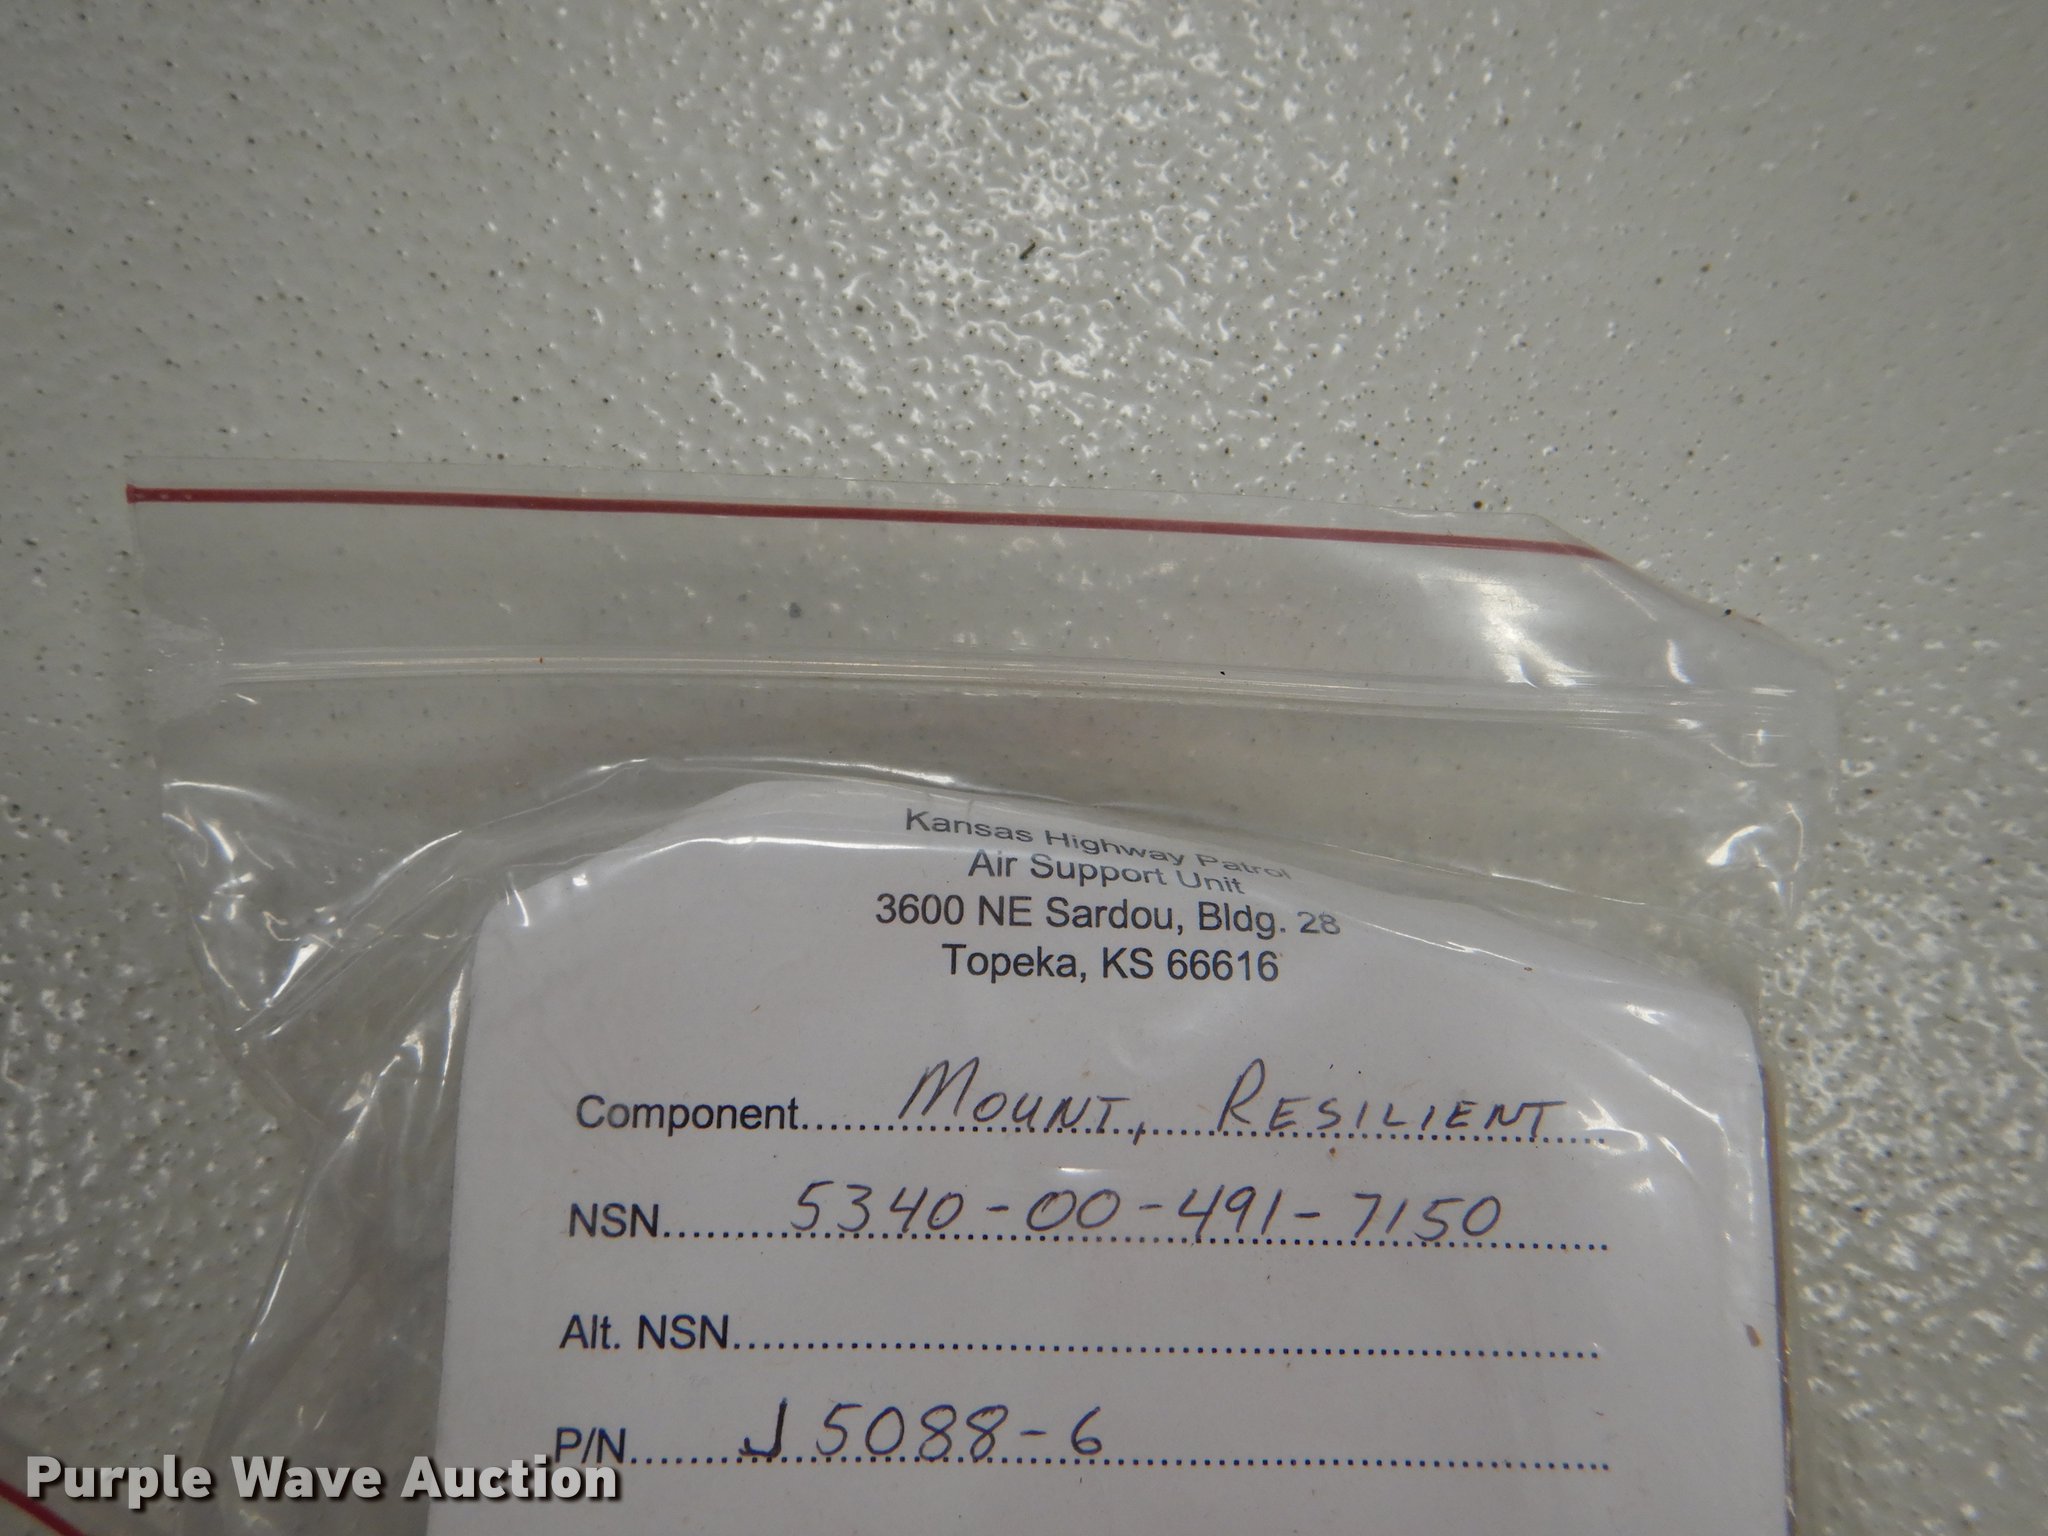 Kansas Highway Patrol
Air Support Unit
3600 NE Sardou, Bldg. 28
Topeka, KS 66616
Component..... MOUNT, RESILIENT
NSN..... 5340-00-491-7150
Alt. NSN.....
P/N..... J5088-6
Purple Wave Auction